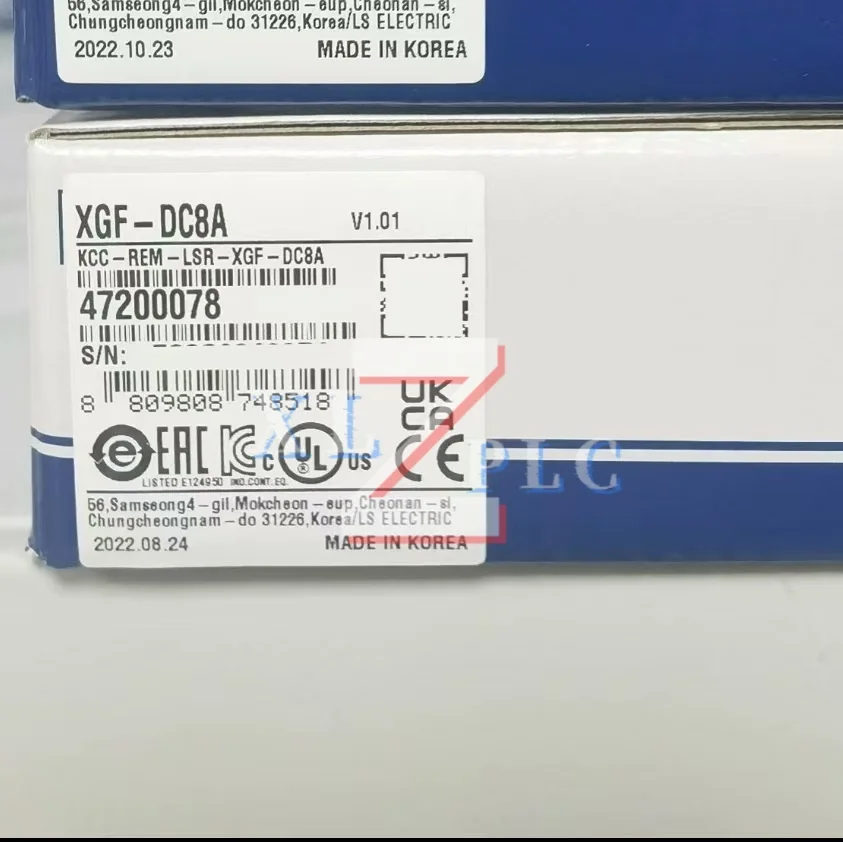 56,Samseong4-gil,Mokcheon-eup,Cheonan-si,
Chungcheongnam-do 31226,Korea/LS ELECTRIC
2022.10.23 MADE IN KOREA
XGF-DC8A V1.01
KCC-REM-LSR-XGF-DC8A
47200078
S/N:
8 809808 748518
UK
CA
EAC
C UL US
®
CE
LISTED E124950 IND.CONT.EQ.
XIZ PLC
56,Samseong4-gil,Mokcheon-eup,Cheonan-si,
Chungcheongnam-do 31226,Korea/LS ELECTRIC
2022.08.24 MADE IN KOREA